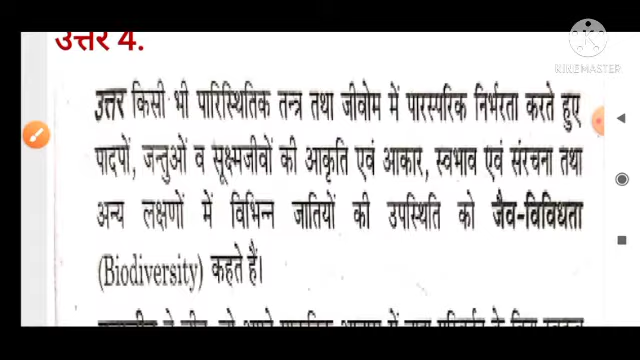 उत्तर 4.
KINEMASTER
उत्तर किसी भी पारिस्थितिक तन्त्र तथा जीवोम में पारस्परिक निर्भरता करते हुए
पादपों, जन्तुओं व सूक्ष्मजीवों की आकृति एवं आकार, स्वभाव एवं संरचना तथा
अन्य लक्षणों में विभिन्न जातियों की उपस्थिति को जैव-विविधता
(Biodiversity) कहते हैं।